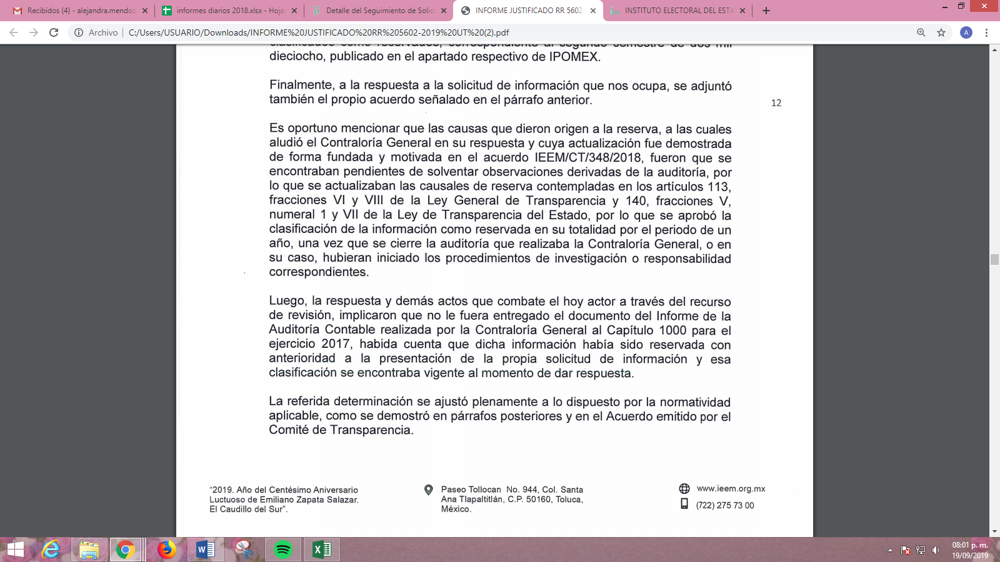 Recibidos (4) - alejandra.mendoz
informes diarios 2018.xlsx - Hoja
Detalle del Seguimiento de Solic
INFORME JUSTIFICADO RR 5602-
INSTITUTO ELECTORAL DEL ESTA
Archivo | C:/Users/USUARIO/Downloads/INFORME%20JUSTIFICADO%20RR%205602-2019%20UT%20(2).pdf
A
clasificados como reservados, correspondiente al segundo semestre de dos mil
dieciocho, publicado en el apartado respectivo de IPOMEX.
Finalmente, a la respuesta a la solicitud de información que nos ocupa, se adjuntó
también el propio acuerdo señalado en el párrafo anterior.
12
Es oportuno mencionar que las causas que dieron origen a la reserva, a las cuales
aludió el Contraloría General en su respuesta y cuya actualización fue demostrada
de forma fundada y motivada en el acuerdo IEEM/CT/348/2018, fueron que se
encontraban pendientes de solventar observaciones derivadas de la auditoría, por
lo que se actualizaban las causales de reserva contempladas en los artículos 113,
fracciones VI y VIII de la Ley General de Transparencia y 140, fracciones V,
numeral 1 y VII de la Ley de Transparencia del Estado, por lo que se aprobó la
clasificación de la información como reservada en su totalidad por el periodo de un
año, una vez que se cierre la auditoría que realizaba la Contraloría General, o en
su caso, hubieran iniciado los procedimientos de investigación o responsabilidad
correspondientes.
Luego, la respuesta y demás actos que combate el hoy actor a través del recurso
de revisión, implicaron que no le fuera entregado el documento del Informe de la
Auditoría Contable realizada por la Contraloría General al Capítulo 1000 para el
ejercicio 2017, habida cuenta que dicha información había sido reservada con
anterioridad a la presentación de la propia solicitud de información y esa
clasificación se encontraba vigente al momento de dar respuesta.
La referida determinación se ajustó plenamente a lo dispuesto por la normatividad
aplicable, como se demostró en párrafos posteriores y en el Acuerdo emitido por el
Comité de Transparencia.
“2019. Año del Centésimo Aniversario
Luctuoso de Emiliano Zapata Salazar.
El Caudillo del Sur”.
Paseo Tollocan No. 944, Col. Santa
Ana Tlapaltitlán, C.P. 50160, Toluca,
México.
www.ieem.org.mx
(722) 275 73 00
08:01 p. m.
19/09/2019